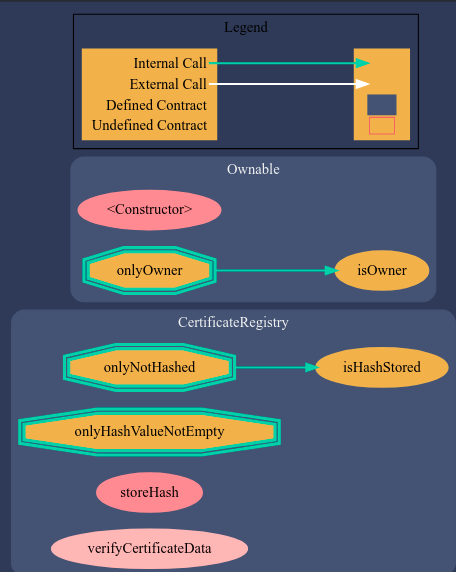 Legend
Internal Call
External Call
Defined Contract
Undefined Contract
Ownable
<Constructor>
onlyOwner
isOwner
CertificateRegistry
onlyNotHashed
isHashStored
onlyHashValueNotEmpty
storeHash
verifyCertificateData